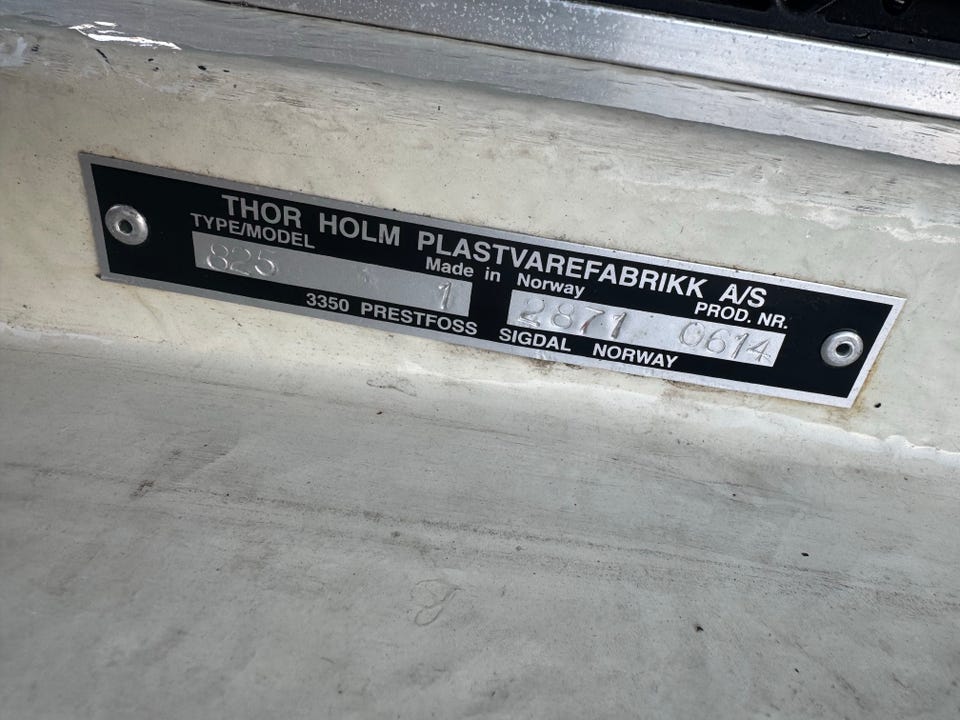 THOR HOLM PLASTVAREFABRIKK A/S
TYPE/MODEL
Made in Norway
PROD. NR.
825 1
2871 0614
3350 PRESTFOSS SIGDAL NORWAY